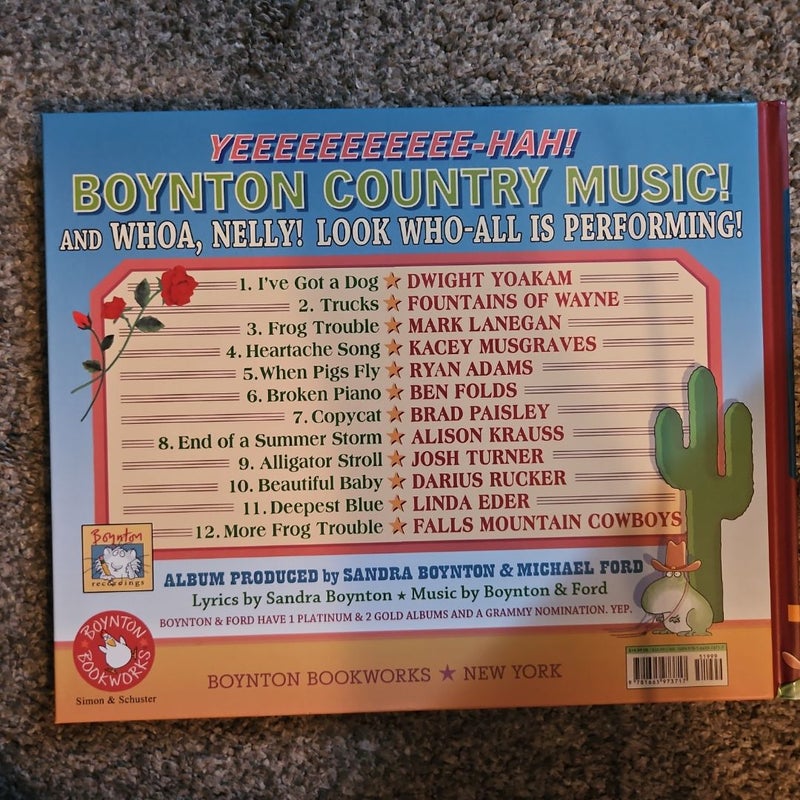 YEEEEEEEEEEE-HAH!
BOYNTON COUNTRY MUSIC!
AND WHOA, NELLY! LOOK WHO-ALL IS PERFORMING!
1. I've Got a Dog ★ DWIGHT YOAKAM
2. Trucks ★ FOUNTAINS OF WAYNE
3. Frog Trouble ★ MARK LANEGAN
4. Heartache Song ★ KACEY MUSGRAVES
5. When Pigs Fly ★ RYAN ADAMS
6. Broken Piano ★ BEN FOLDS
7. Copycat ★ BRAD PAISLEY
8. End of a Summer Storm ★ ALISON KRAUSS
9. Alligator Stroll ★ JOSH TURNER
10. Beautiful Baby ★ DARIUS RUCKER
11. Deepest Blue ★ LINDA EDER
12. More Frog Trouble ★ FALLS MOUNTAIN COWBOYS
Boynton
recordings
ALBUM PRODUCED by SANDRA BOYNTON & MICHAEL FORD
Lyrics by Sandra Boynton ★ Music by Boynton & Ford
BOYNTON & FORD HAVE 1 PLATINUM & 2 GOLD ALBUMS AND A GRAMMY NOMINATION. YEP.
BOYNTON BOOKWORKS
Simon & Schuster
BOYNTON BOOKWORKS ★ NEW YORK
51999
9 781665 973717